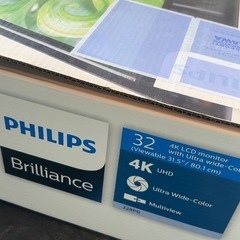 PHILIPS
Brilliance
32
4K LCD monitor
with Ultra Wide-Color
(Viewable 31.5"/ 80.1 cm)
4K UHD
Ultra Wide-Color
Multiview